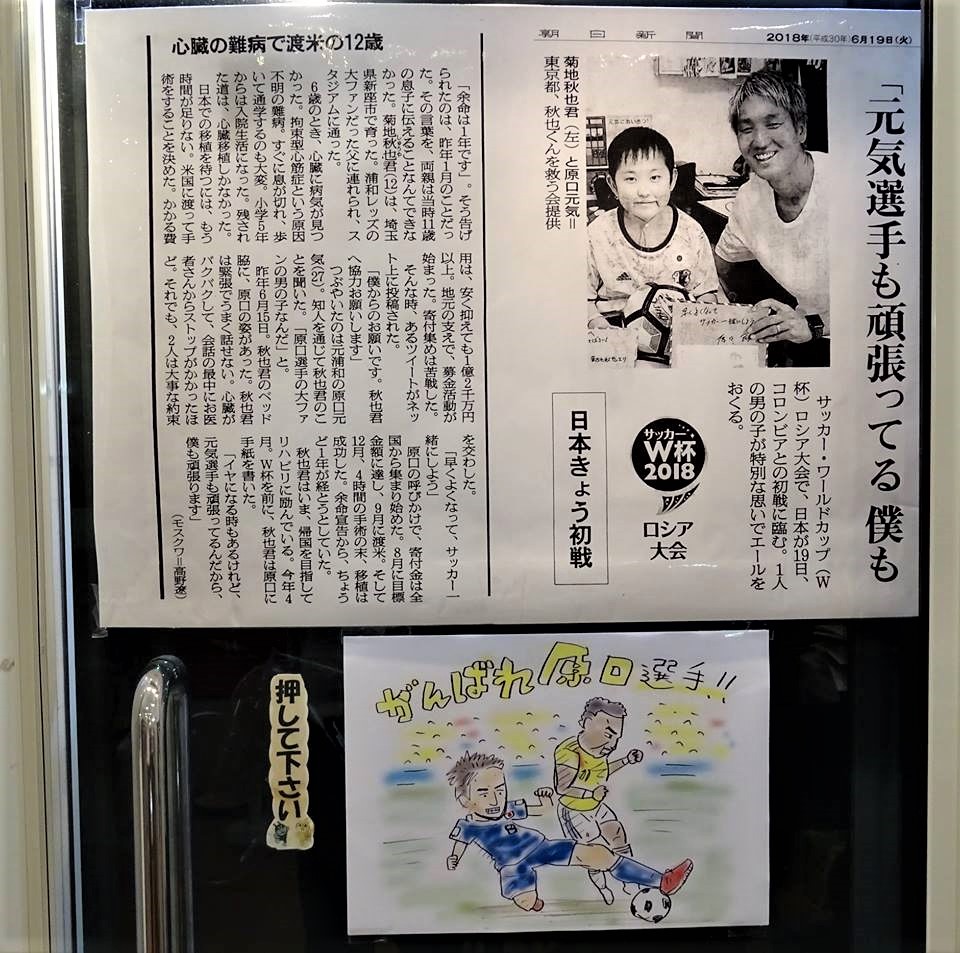 朝日新聞
2018年(平成30年)6月19日(火)
「元気選手も頑張ってる 僕も
菊地秋也君(左)と原口元気=
東京都、秋也くんを救う会提供
早くよくなって
サッカー一緒にしよう
サッカー・ワールドカップ(W
杯)ロシア大会で、日本が19日、
コロンビアとの初戦に臨む。1人
の男の子が特別な思いでエールを
おくる。
サッカー
W杯
2018
ロシア
大会
日本きょう初戦
心臓の難病で渡米の12歳
「余命は1年です」。そう告げ
られたのは、昨年1月のことだっ
た。その言葉を、両親は当時11歳
の息子に伝えることなんてできな
かった。菊地秋也君(12)は、埼玉
県新座市で育った。浦和レッズの
大ファンだった父に連れられ、ス
タジアムに通った。
6歳のとき、心臓に病気が見つ
かった。拘束型心筋症という原因
不明の難病。すぐに息が切れ、歩
いて通学するのも大変。小学5年
からは入院生活になった。残され
た道は、心臓移植しかなかった。
日本での移植を待つには、もう
時間が足りない。米国に渡って手
術をすることを決めた。かかる費
用は、安く抑えても1億2千万円
以上。地元の支えで、募金活動が
始まった。寄付集めは苦戦した。
そんな時、あるツイートがネッ
ト上に投稿された。
「僕からのお願いです。秋也君
へ協力お願いします」
つぶやいたのは元浦和の原口元
気(27)。知人を通じて秋也君のこ
とを聞いた。「原口選手の大ファ
ンの男の子なんだ」と。
昨年6月15日。秋也君のベッド
脇に、原口の姿があった。秋也君
は緊張でうまく話せない。心臓が
バクバクして、会話の最中にお医
者さんからストップがかかったほ
ど。それでも、2人は大事な約束
を交わした。
「早くよくなって、サッカー一
緒にしよう」
原口の呼びかけで、寄付金は全
国から集まり始めた。8月に目標
金額に達し、9月に渡米。そして
12月、4時間の手術の末、移植は
成功した。余命宣告から、ちょう
ど1年が経とうとしていた。
秋也君はいま、帰国を目指して
リハビリに励んでいる。今年4
月。W杯を前に、秋也君は原口に
手紙を書いた。
「イヤになる時もあるけれど、
元気選手も頑張ってるんだから、
僕も頑張ります」
(モスクワ=高野遼)
押して下さい
がんばれ原口選手!!
8